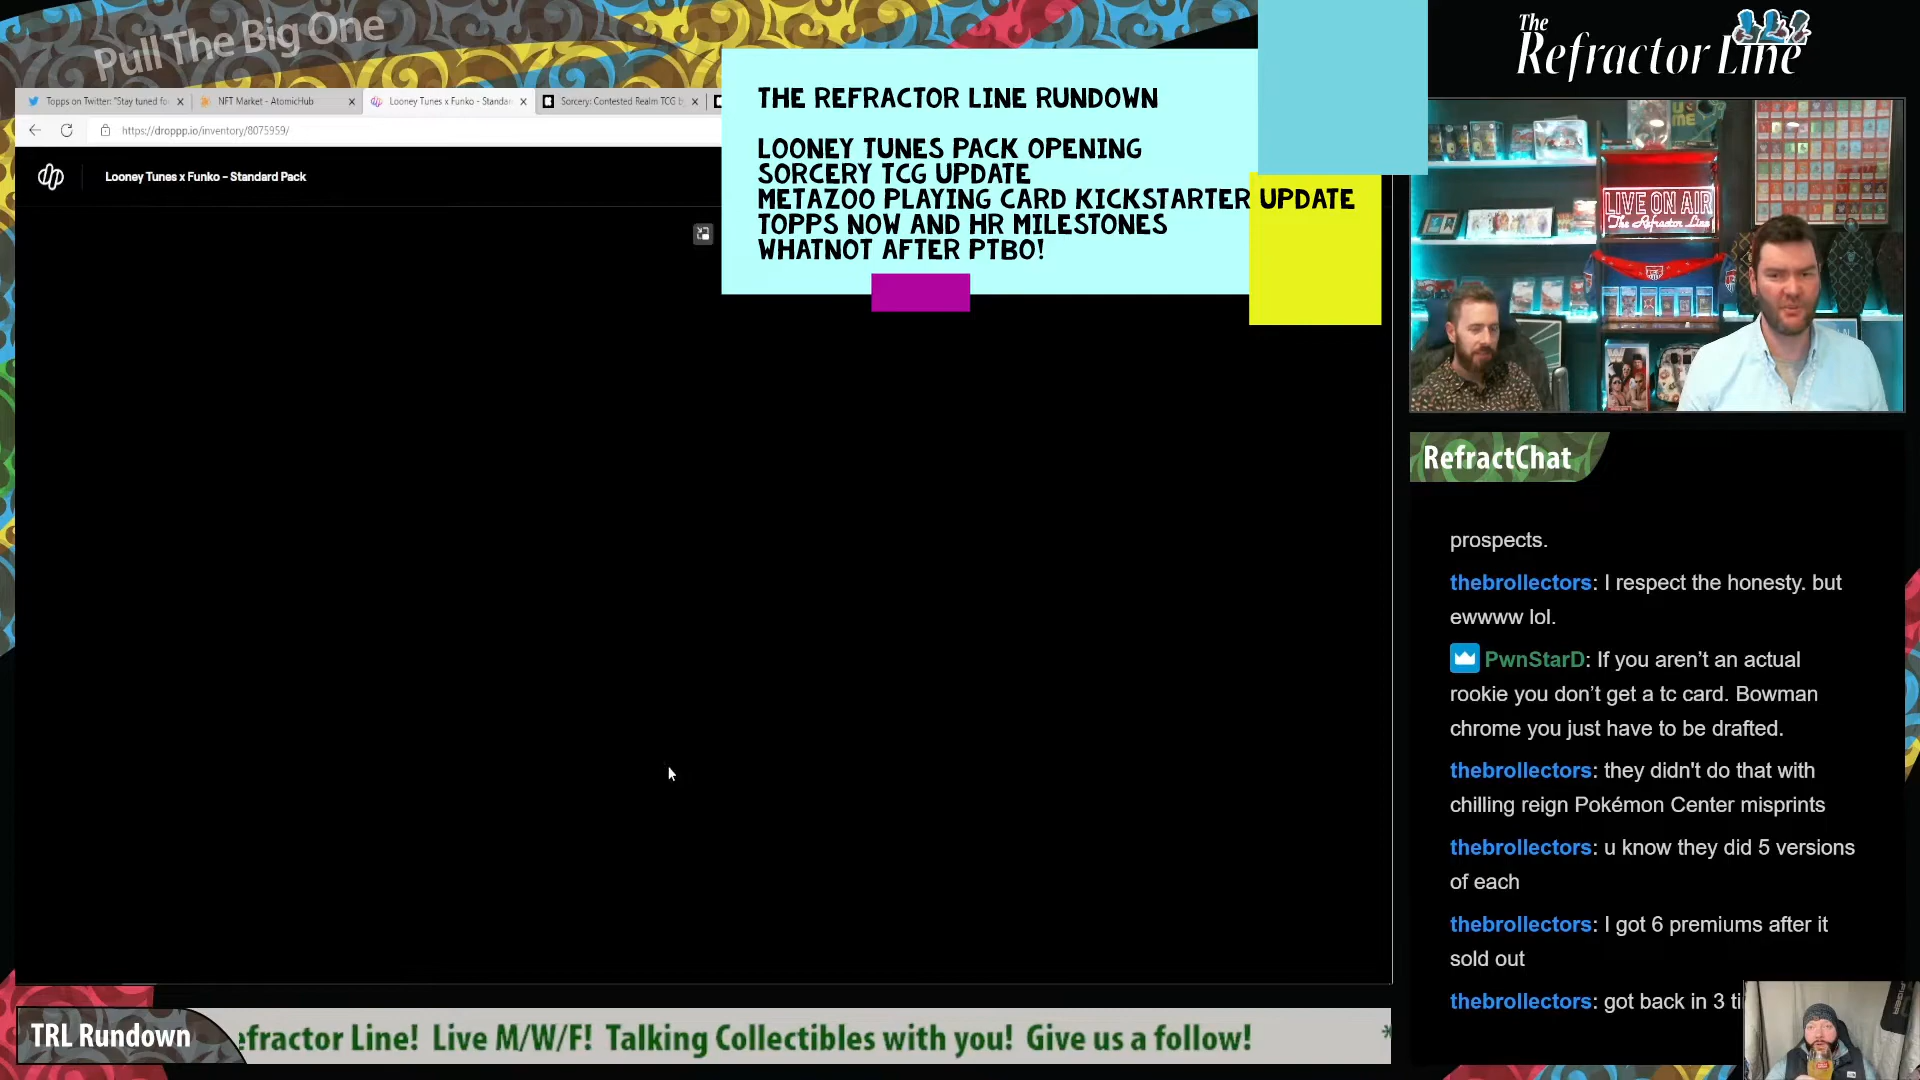 Pull The Big One
Topps on Twitter: "Stay tuned fo
NFT Market - AtomicHub
Looney Tunes x Funko - Standar
Sorcery: Contested Realm TCG b
https://droppp.io/inventory/8075959/
Looney Tunes x Funko – Standard Pack
THE REFRACTOR LINE RUNDOWN
LOONEY TUNES PACK OPENING
SORCERY TCG UPDATE
METAZOO PLAYING CARD KICKSTARTER UPDATE
TOPPS NOW AND HR MILESTONES
WHATNOT AFTER PTBO!
The
Refractor Line
LIVE ON AIR
The Refractor Line
RefractChat
prospects.
thebrollectors: I respect the honesty. but
ewwww lol.
PwnStarD: If you aren’t an actual
rookie you don’t get a tc card. Bowman
chrome you just have to be drafted.
thebrollectors: they didn't do that with
chilling reign Pokémon Center misprints
thebrollectors: u know they did 5 versions
of each
thebrollectors: I got 6 premiums after it
sold out
thebrollectors: got back in 3 ti
TRL Rundown
efractor Line! Live M/W/F! Talking Collectibles with you! Give us a follow! *